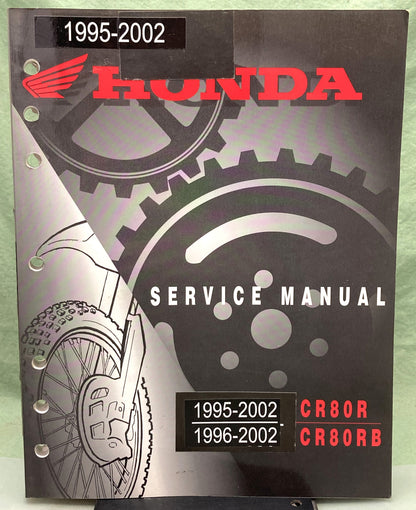 1995-2002
HONDA
SERVICE MANUAL
1995-2002 CR80R
1996-2002 CR80RB